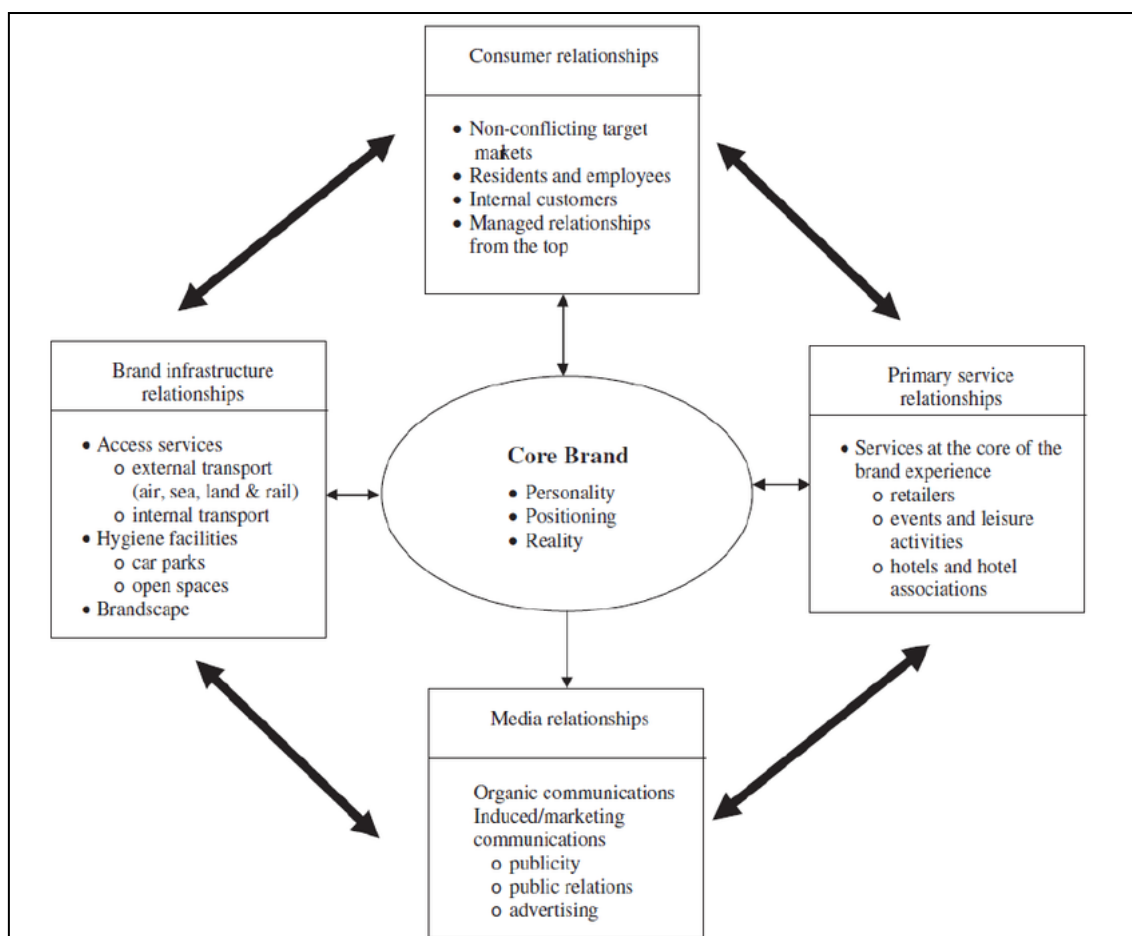 Consumer relationships
• Non-conflicting target
markets
• Residents and employees
• Internal customers
• Managed relationships
from the top
Brand infrastructure
relationships
• Access services
o external transport
(air, sea, land & rail)
o internal transport
• Hygiene facilities
o car parks
o open spaces
• Brandscape
Core Brand
• Personality
• Positioning
• Reality
Primary service
relationships
• Services at the core of the
brand experience
o retailers
o events and leisure
activities
o hotels and hotel
associations
Media relationships
Organic communications
Induced/marketing
communications
o publicity
o public relations
o advertising